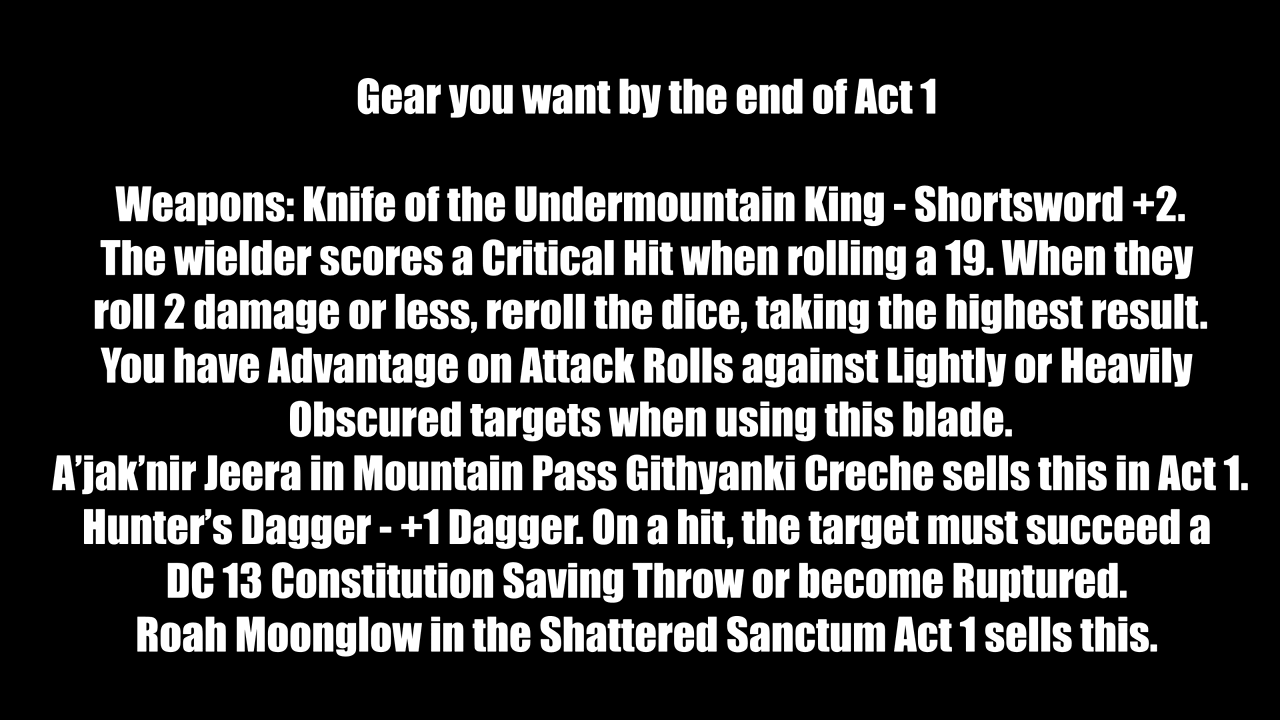 Gear you want by the end of Act 1
Weapons: Knife of the Undermountain King - Shortsword +2.
The wielder scores a Critical Hit when rolling a 19. When they
roll 2 damage or less, reroll the dice, taking the highest result.
You have Advantage on Attack Rolls against Lightly or Heavily
Obscured targets when using this blade.
A’jak’nir Jeera in Mountain Pass Githyanki Creche sells this in Act 1.
Hunter’s Dagger - +1 Dagger. On a hit, the target must succeed a
DC 13 Constitution Saving Throw or become Ruptured.
Roah Moonglow in the Shattered Sanctum Act 1 sells this.